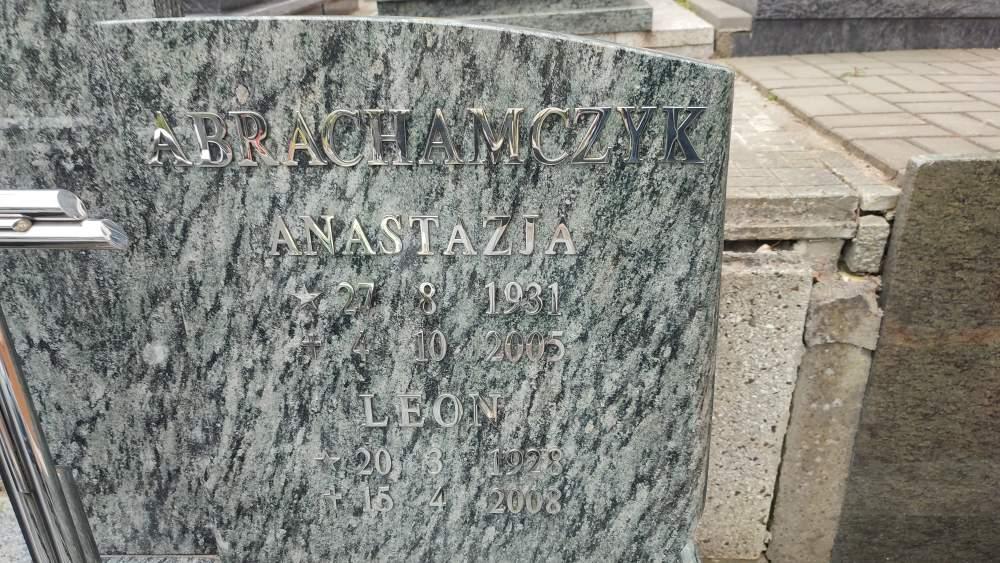 ABRACHAMCZYK
ANASTAZJA
★ 27 8 1931
✝ 4 10 2005
LEON
★ 20 3 1928
✝ 15 4 2008